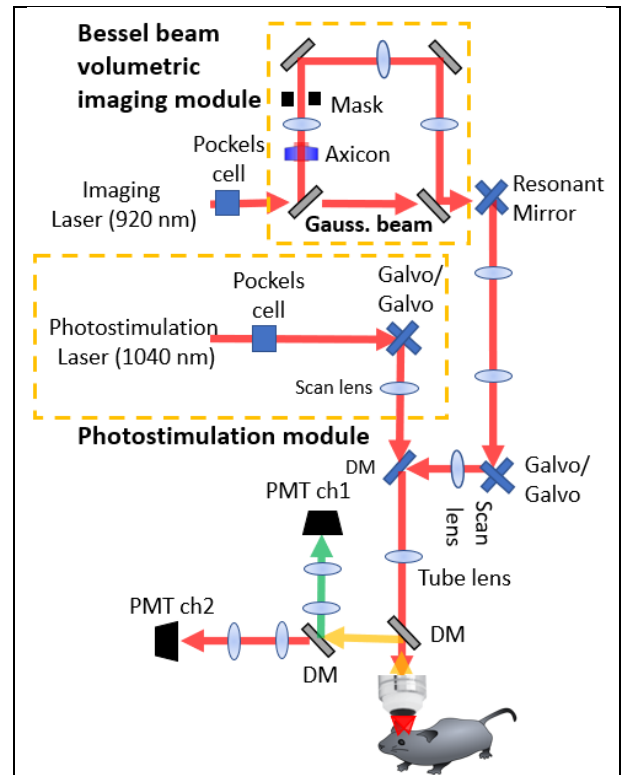 Bessel beam
volumetric
imaging module
Mask
Pockels
cell
Axicon
Imaging
Laser (920 nm)
Gauss. beam
Resonant
Mirror
Pockels
cell
Galvo/
Galvo
Photostimulation
Laser (1040 nm)
Scan lens
Photostimulation module
DM
Galvo/
Galvo
Scan
lens
PMT ch1
Tube lens
PMT ch2
DM
DM